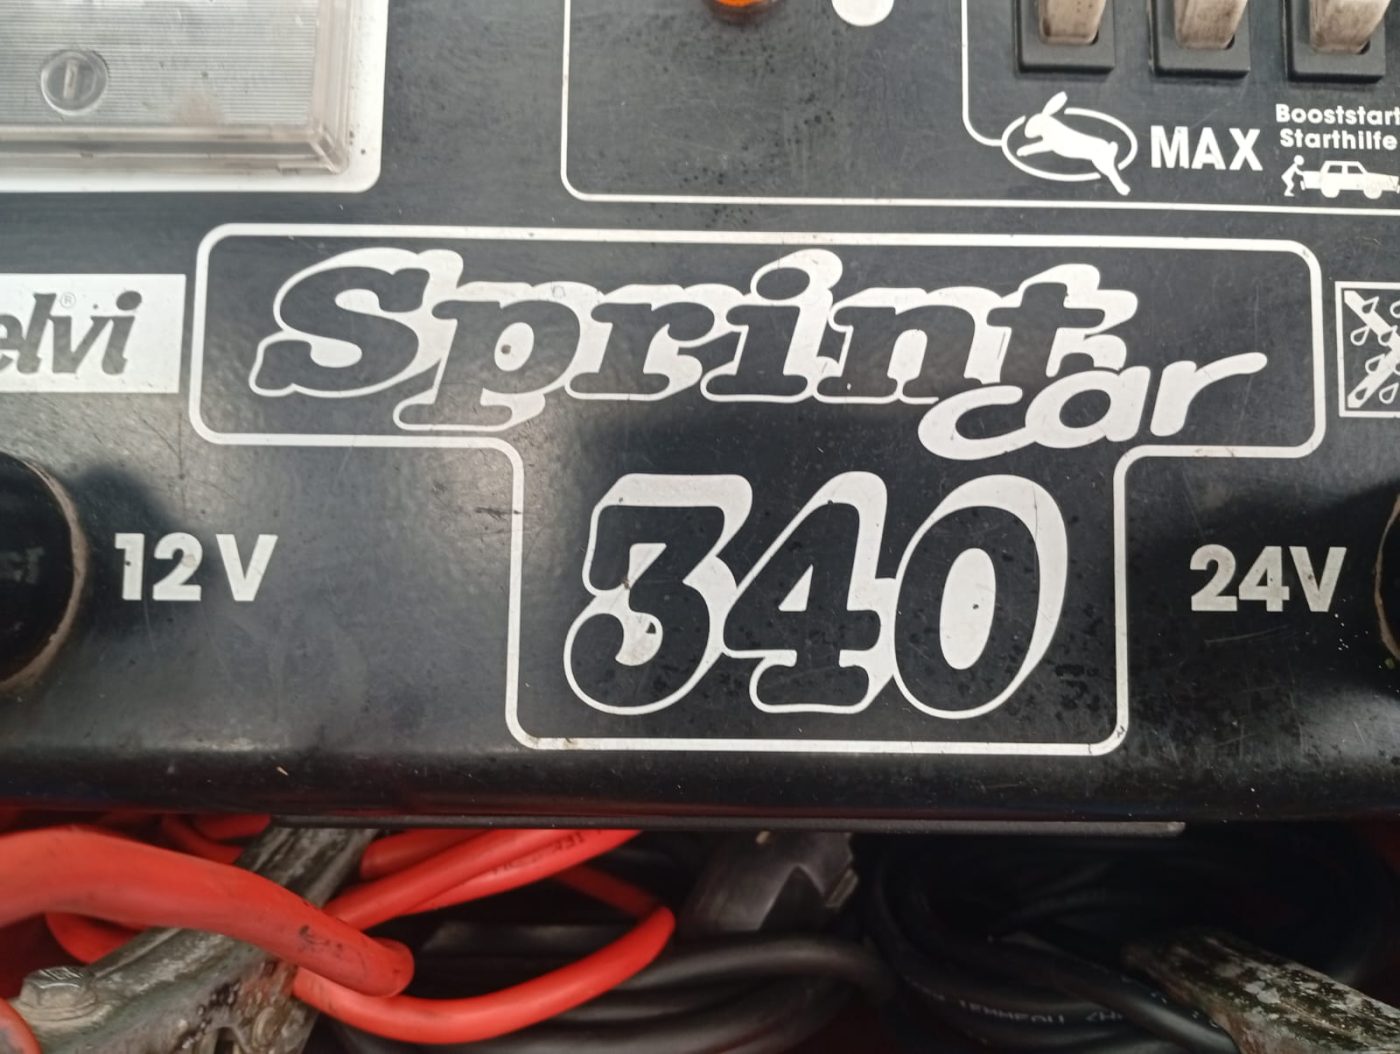 MAX
Booststart
Starthilfe
elvi®
Sprint
car
12V
340
24V